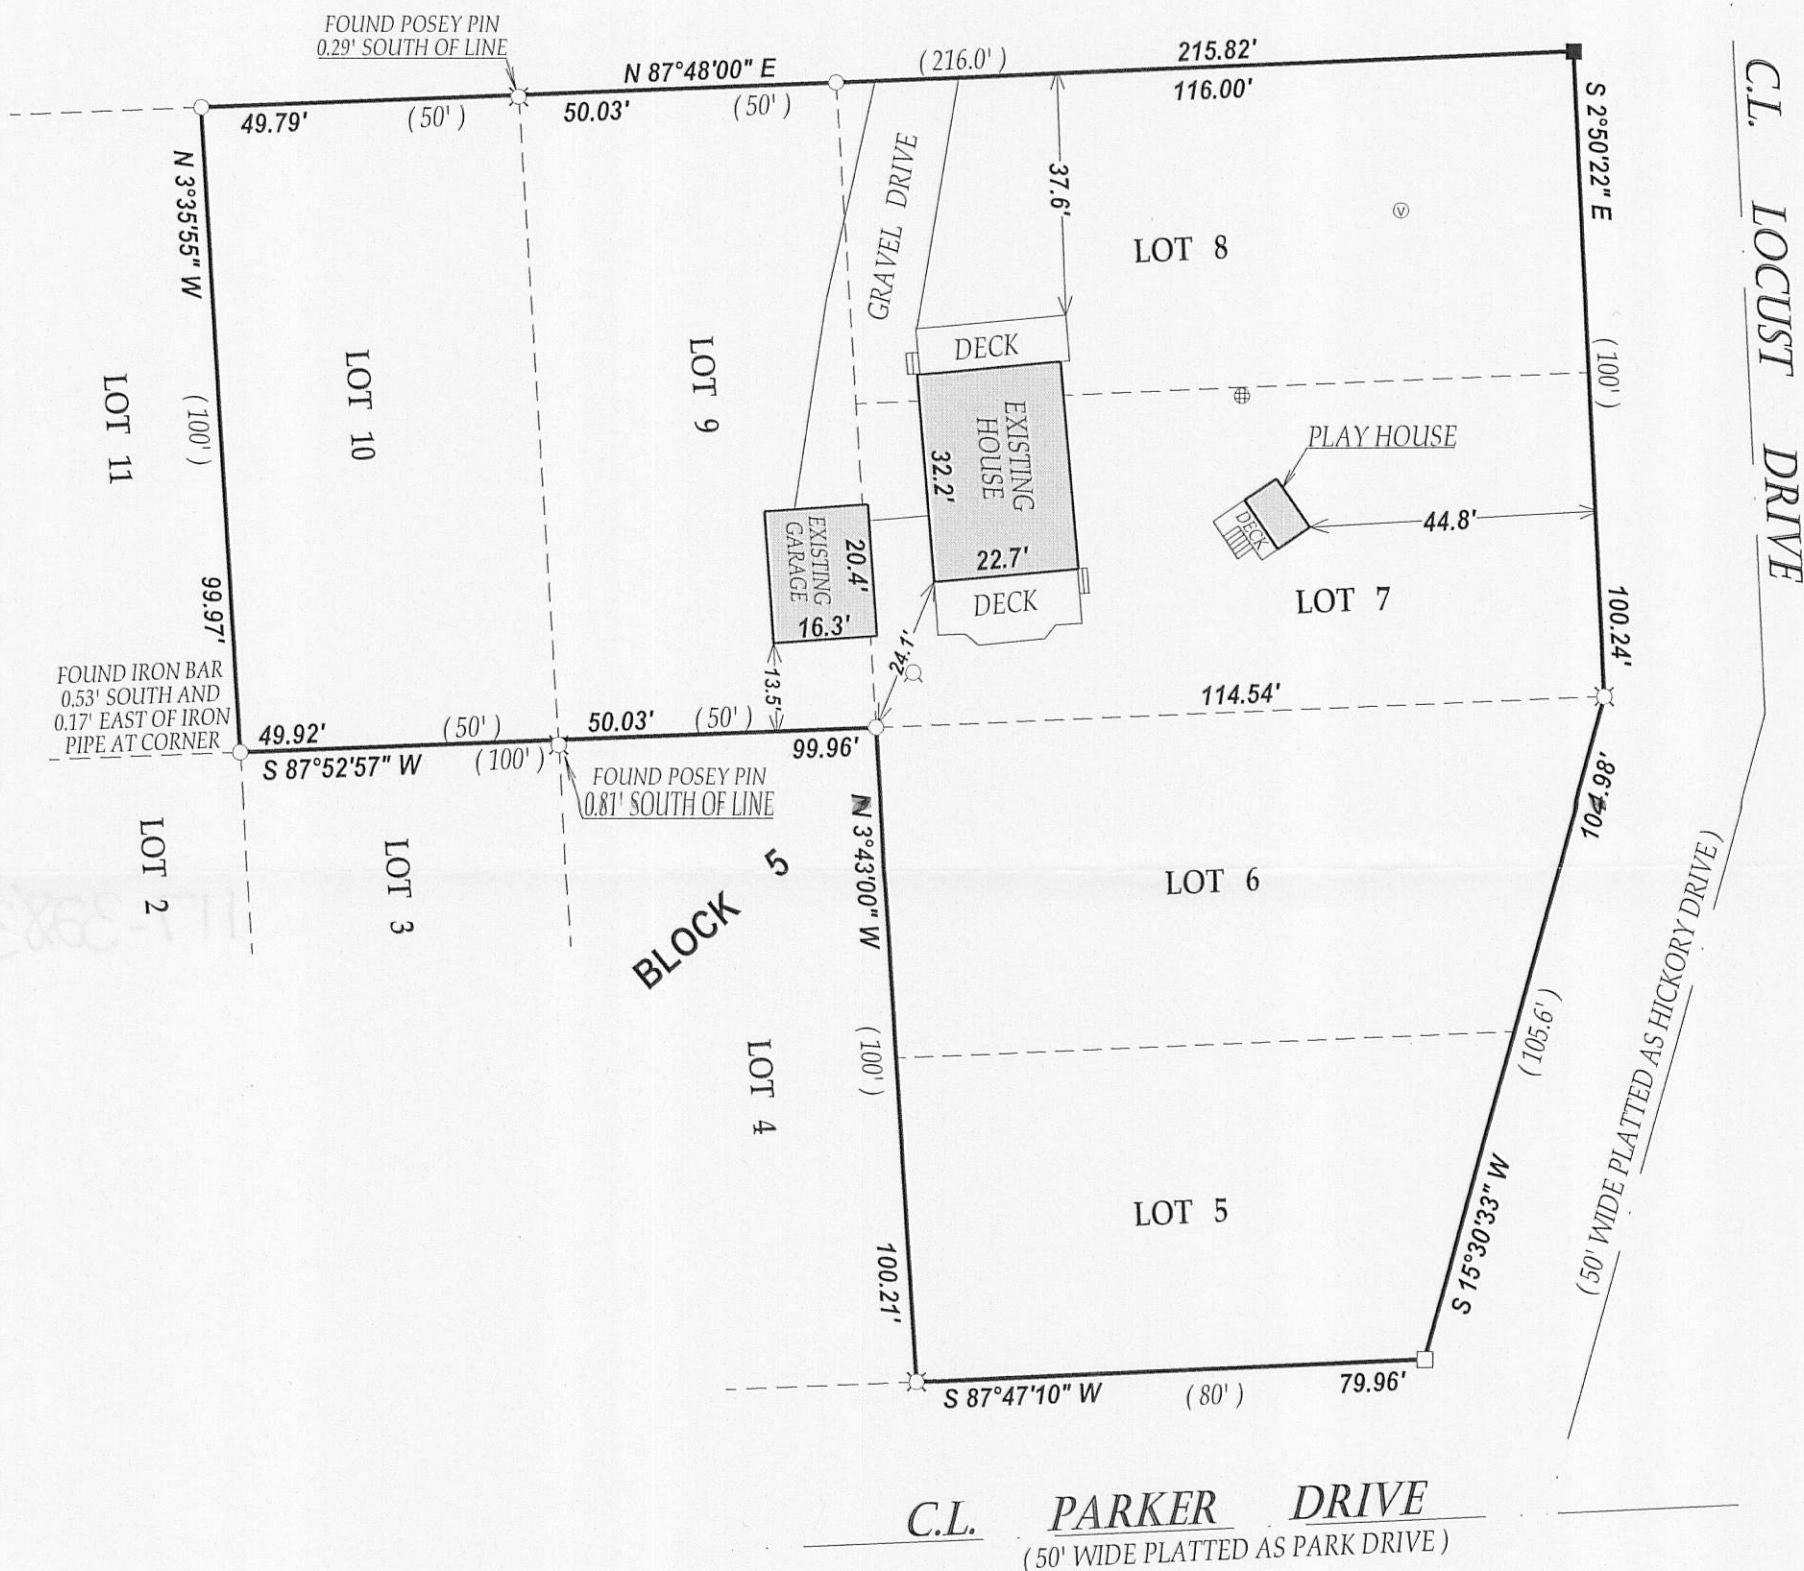 FOUND POSEY PIN
0.29' SOUTH OF LINE
N 87°48'00" E
( 216.0' )
215.82'
49.79'
( 50' )
50.03'
( 50' )
116.00'
S 2°50'22" E
( 100' )
100.24'
C.L. LOCUST DRIVE
N 3°35'55" W
( 100' )
99.97'
GRAVEL DRIVE
37.6'
LOT 8
DECK
EXISTING
HOUSE
32.2'
22.7'
DECK
EXISTING
GARAGE
20.4'
16.3'
PLAY HOUSE
DECK
44.8'
LOT 7
LOT 9
LOT 10
LOT 11
24.1'
13.5'
114.54'
FOUND IRON BAR
0.53' SOUTH AND
0.17' EAST OF IRON
PIPE AT CORNER
49.92'
( 50' )
50.03'
( 50' )
S 87°52'57" W
( 100' )
99.96'
FOUND POSEY PIN
0.81' SOUTH OF LINE
LOT 2
LOT 3
BLOCK 5
LOT 4
N 3°43'00" W
( 100' )
100.21'
LOT 6
LOT 5
104.98'
( 105.6' )
S 15°30'33" W
( 50' WIDE PLATTED AS HICKORY DRIVE )
S 87°47'10" W
( 80' )
79.96'
C.L. PARKER DRIVE
( 50' WIDE PLATTED AS PARK DRIVE )